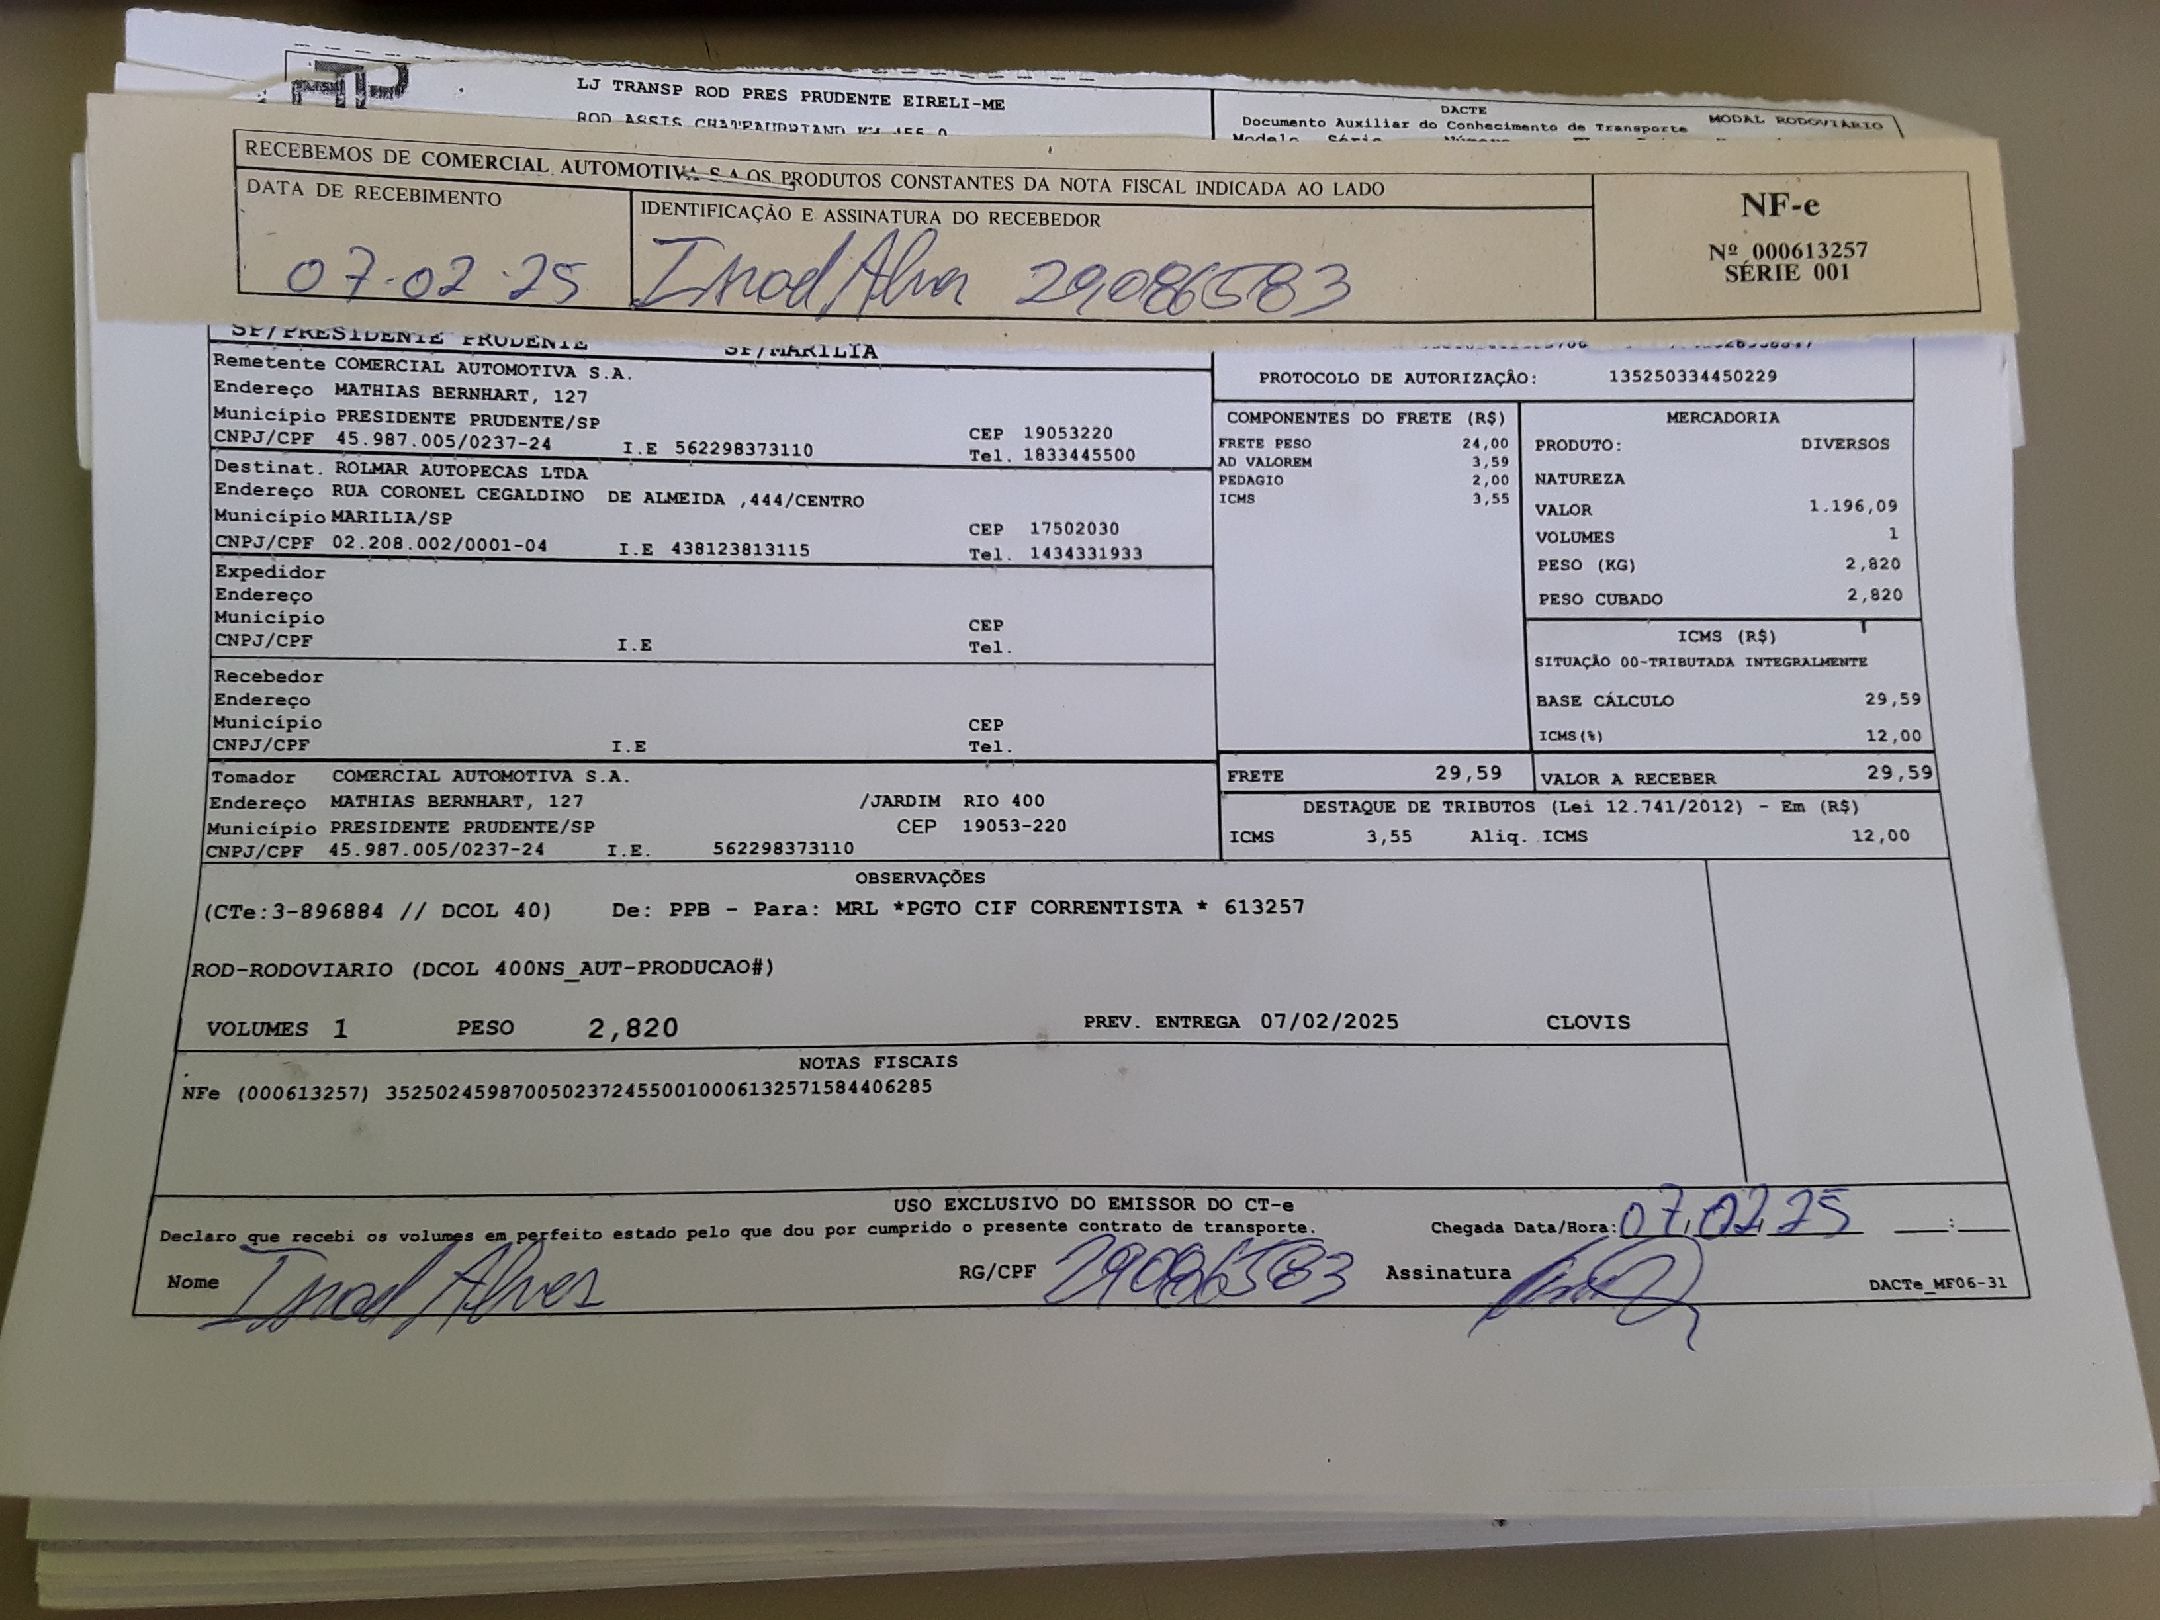 LJ TRANSP ROD PRES PRUDENTE EIRELI-ME
DACTE
Documento Auxiliar do Conhecimento de Transporte
MODAL RODOVIÁRIO
ROD ASSIS CHATEAUBRIAND
Modelo Série Número
RECEBEMOS DE COMERCIAL AUTOMOTIVA S A OS PRODUTOS CONSTANTES DA NOTA FISCAL INDICADA AO LADO
DATA DE RECEBIMENTO
IDENTIFICAÇÃO E ASSINATURA DO RECEBEDOR
07.02.25
29086583
NF-e
Nº 000613257
SÉRIE 001
SP/PRESIDENTE PRUDENTE SP/MARILIA
Remetente COMERCIAL AUTOMOTIVA S.A.
Endereço MATHIAS BERNHART, 127
Município PRESIDENTE PRUDENTE/SP CEP 19053220
CNPJ/CPF 45.987.005/0237-24 I.E 562298373110 Tel. 1833445500
Destinat. ROLMAR AUTOPECAS LTDA
Endereço RUA CORONEL CEGALDINO DE ALMEIDA ,444/CENTRO
Município MARILIA/SP CEP 17502030
CNPJ/CPF 02.208.002/0001-04 I.E 438123813115 Tel. 1434331933
Expedidor
Endereço
Município CEP
CNPJ/CPF I.E Tel.
Recebedor
Endereço
Município CEP
CNPJ/CPF I.E Tel.
Tomador COMERCIAL AUTOMOTIVA S.A.
Endereço MATHIAS BERNHART, 127 /JARDIM RIO 400
Município PRESIDENTE PRUDENTE/SP CEP 19053-220
CNPJ/CPF 45.987.005/0237-24 I.E. 562298373110
PROTOCOLO DE AUTORIZAÇÃO: 135250334450229
COMPONENTES DO FRETE (R$)
FRETE PESO 24,00
AD VALOREM 3,59
PEDAGIO 2,00
ICMS 3,55
MERCADORIA
PRODUTO: DIVERSOS
NATUREZA
VALOR 1.196,09
VOLUMES 1
PESO (KG) 2,820
PESO CUBADO 2,820
ICMS (R$)
SITUAÇÃO 00-TRIBUTADA INTEGRALMENTE
BASE CÁLCULO 29,59
ICMS(%) 12,00
FRETE 29,59 VALOR A RECEBER 29,59
DESTAQUE DE TRIBUTOS (Lei 12.741/2012) - Em (R$)
ICMS 3,55 Aliq. ICMS 12,00
OBSERVAÇÕES
(CTe:3-896884 // DCOL 40) De: PPB - Para: MRL *PGTO CIF CORRENTISTA * 613257
ROD-RODOVIARIO (DCOL 400NS_AUT-PRODUCAO#)
VOLUMES 1 PESO 2,820 PREV. ENTREGA 07/02/2025 CLOVIS
NOTAS FISCAIS
NFe (000613257) 35250245987005023724550010006132571584406285
USO EXCLUSIVO DO EMISSOR DO CT-e
Declaro que recebi os volumes em perfeito estado pelo que dou por cumprido o presente contrato de transporte. Chegada Data/Hora: 07.02.25 :
Nome Alves RG/CPF 29086583 Assinatura
DACTe_MF06-31